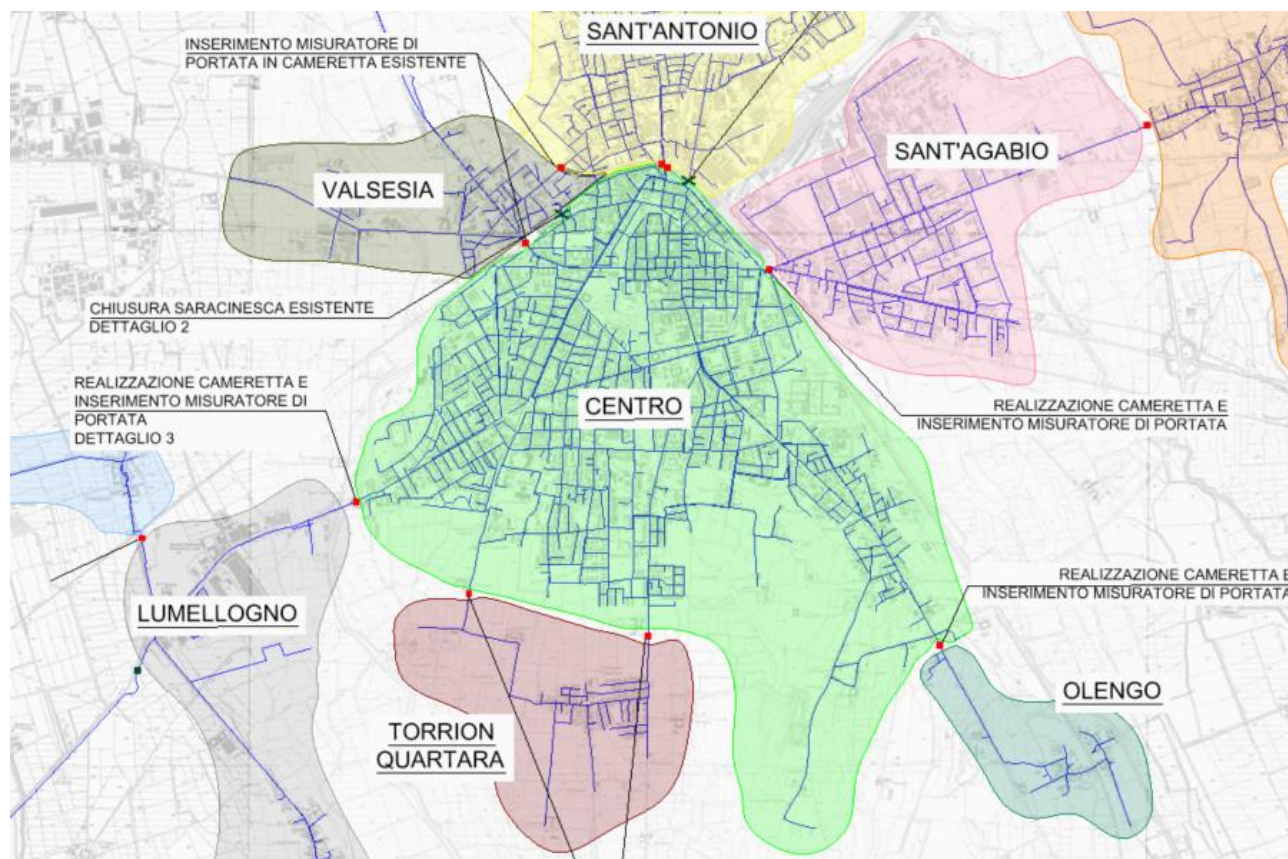 SANT'ANTONIO
INSERIMENTO MISURATORE DI
PORTATA IN CAMERETTA ESISTENTE
SANT'AGABIO
VALSESIA
CHIUSURA SARACINESCA ESISTENTE
DETTAGLIO 2
REALIZZAZIONE CAMERETTA E
INSERIMENTO MISURATORE DI
PORTATA
DETTAGLIO 3
CENTRO
REALIZZAZIONE CAMERETTA E
INSERIMENTO MISURATORE DI PORTATA
REALIZZAZIONE CAMERETTA E
INSERIMENTO MISURATORE DI PORTATA
LUMELLOGNO
OLENGO
TORRION
QUARTARA